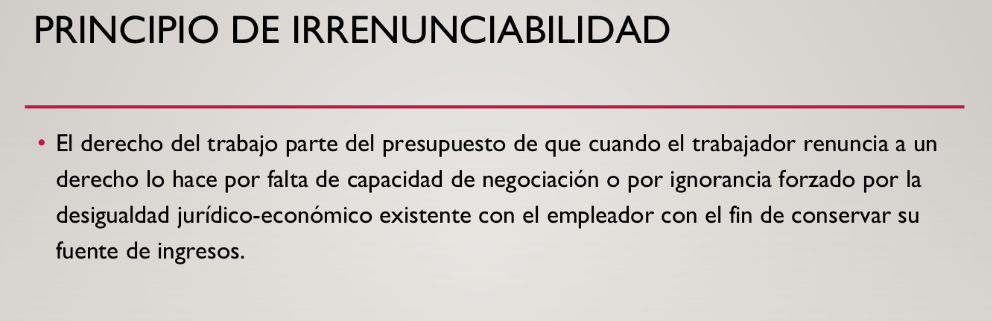 PRINCIPIO DE IRRENUNCIABILIDAD
• El derecho del trabajo parte del presupuesto de que cuando el trabajador renuncia a un
derecho lo hace por falta de capacidad de negociación o por ignorancia forzado por la
desigualdad jurídico-económico existente con el empleador con el fin de conservar su
fuente de ingresos.